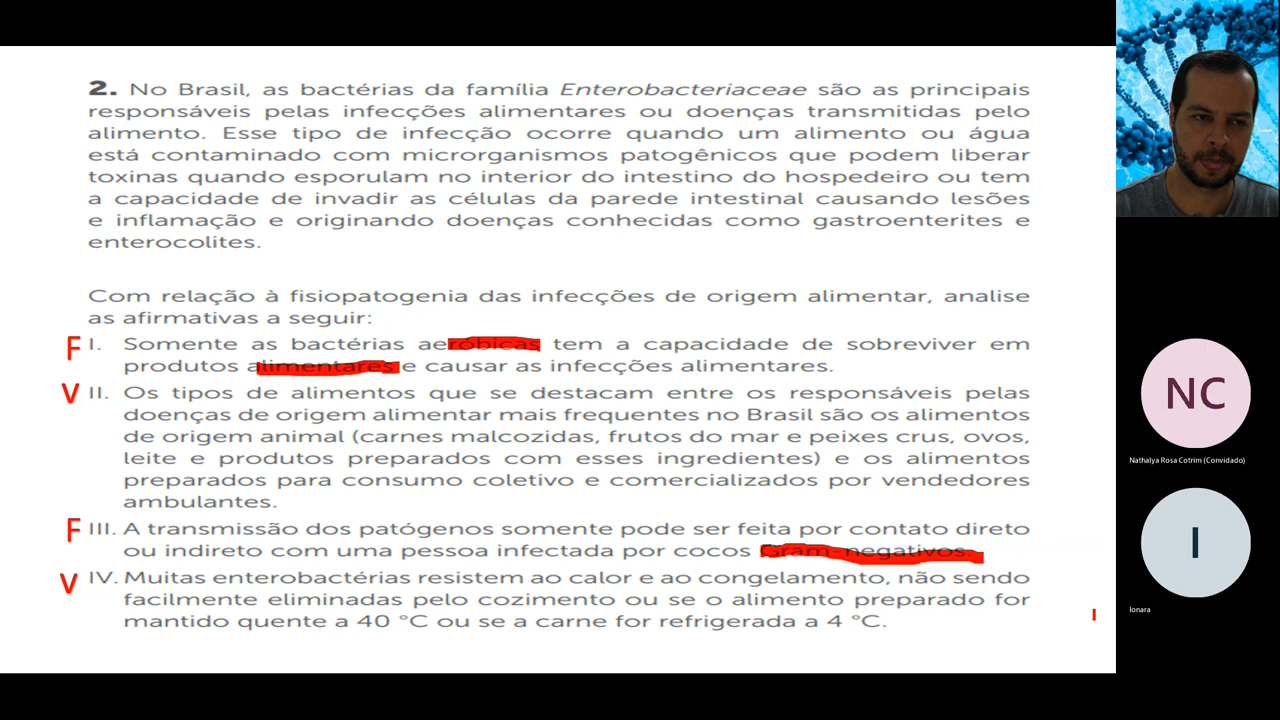 2. No Brasil, as bactérias da família Enterobacteriaceae são as principais
responsáveis pelas infecções alimentares ou doenças transmitidas pelo
alimento. Esse tipo de infecção ocorre quando um alimento ou água
está contaminado com microrganismos patogênicos que podem liberar
toxinas quando esporulam no interior do intestino do hospedeiro ou tem
a capacidade de invadir as células da parede intestinal causando lesões
e inflamação e originando doenças conhecidas como gastroenterites e
enterocolites.
Com relação à fisiopatogenia das infecções de origem alimentar, analise
as afirmativas a seguir:
F I. Somente as bactérias aeróbicas tem a capacidade de sobreviver em
produtos alimentares e causar as infecções alimentares.
V II. Os tipos de alimentos que se destacam entre os responsáveis pelas
doenças de origem alimentar mais frequentes no Brasil são os alimentos
de origem animal (carnes malcozidas, frutos do mar e peixes crus, ovos,
leite e produtos preparados com esses ingredientes) e os alimentos
preparados para consumo coletivo e comercializados por vendedores
ambulantes.
F III. A transmissão dos patógenos somente pode ser feita por contato direto
ou indireto com uma pessoa infectada por cocos Gram-negativos.
V IV. Muitas enterobactérias resistem ao calor e ao congelamento, não sendo
facilmente eliminadas pelo cozimento ou se o alimento preparado for
mantido quente a 40 °C ou se a carne for refrigerada a 4 °C.
I
NC
Nathalya Rosa Cotrim (Convidado)
I
Ionara